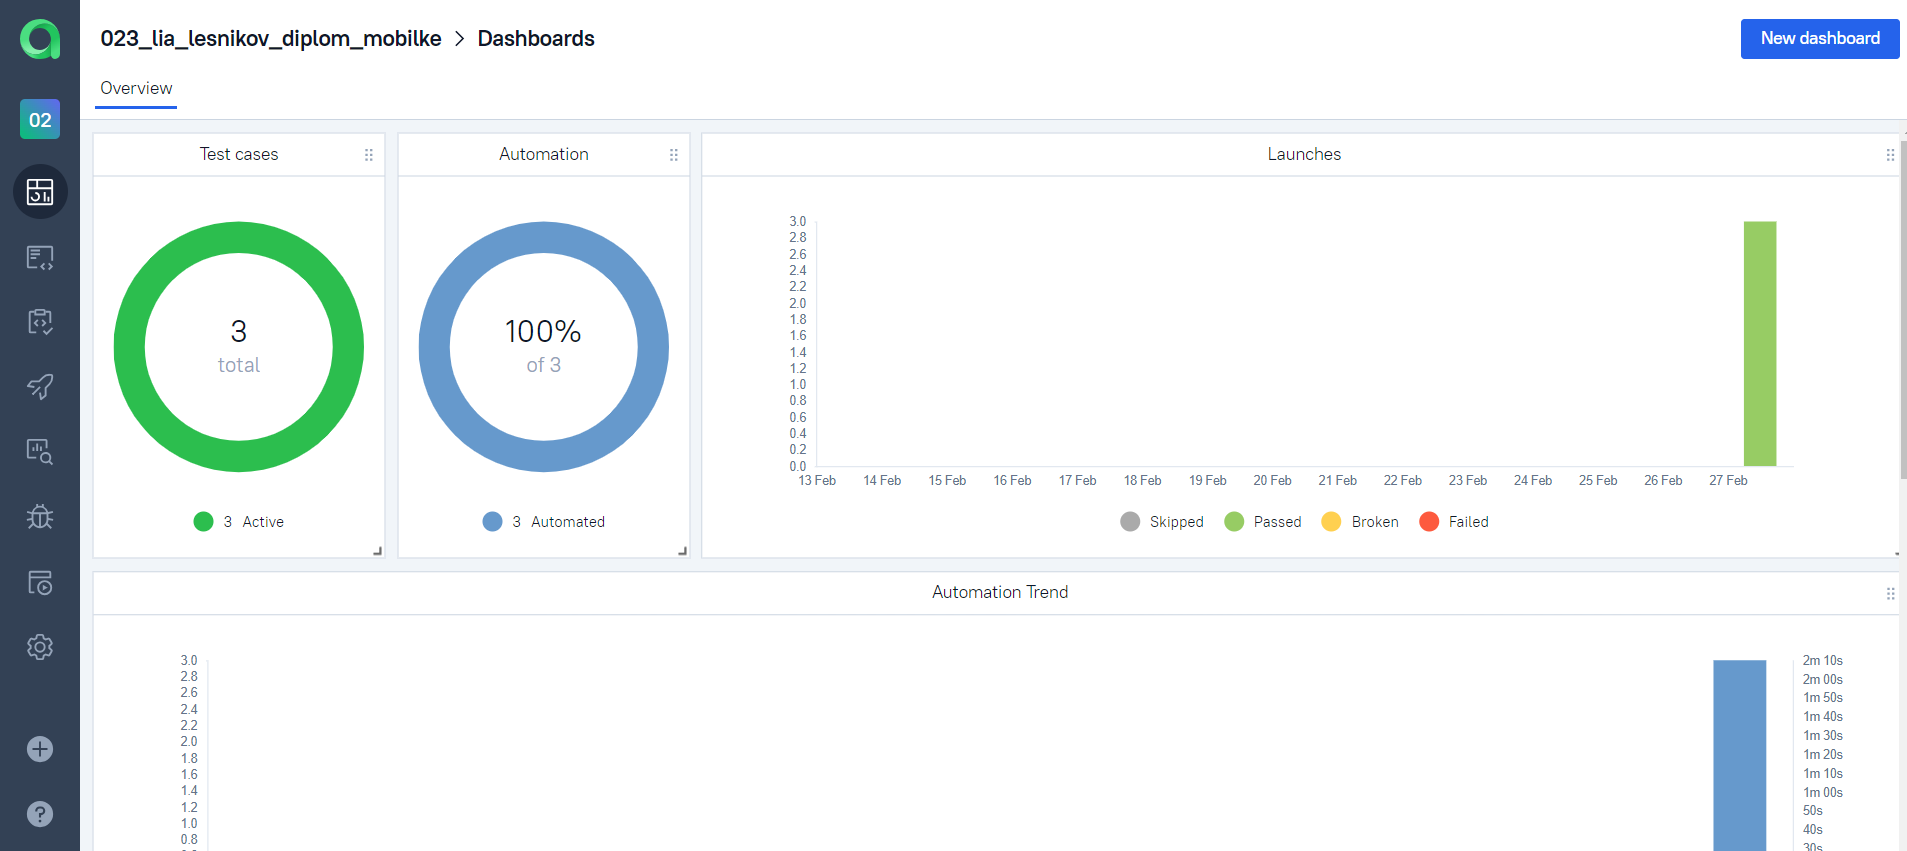 023_lia_lesnikov_diplom_mobilke > Dashboards
New dashboard
Overview
02
Test cases
3
total
3 Active
Automation
100%
of 3
3 Automated
Launches
3.0
2.8
2.6
2.4
2.2
2.0
1.8
1.6
1.4
1.2
1.0
0.8
0.6
0.4
0.2
0.0
13 Feb 14 Feb 15 Feb 16 Feb 17 Feb 18 Feb 19 Feb 20 Feb 21 Feb 22 Feb 23 Feb 24 Feb 25 Feb 26 Feb 27 Feb
Skipped Passed Broken Failed
Automation Trend
3.0
2.8
2.6
2.4
2.2
2.0
1.8
1.6
1.4
1.2
1.0
0.8
2m 10s
2m 00s
1m 50s
1m 40s
1m 30s
1m 20s
1m 10s
1m 00s
50s
40s
30s